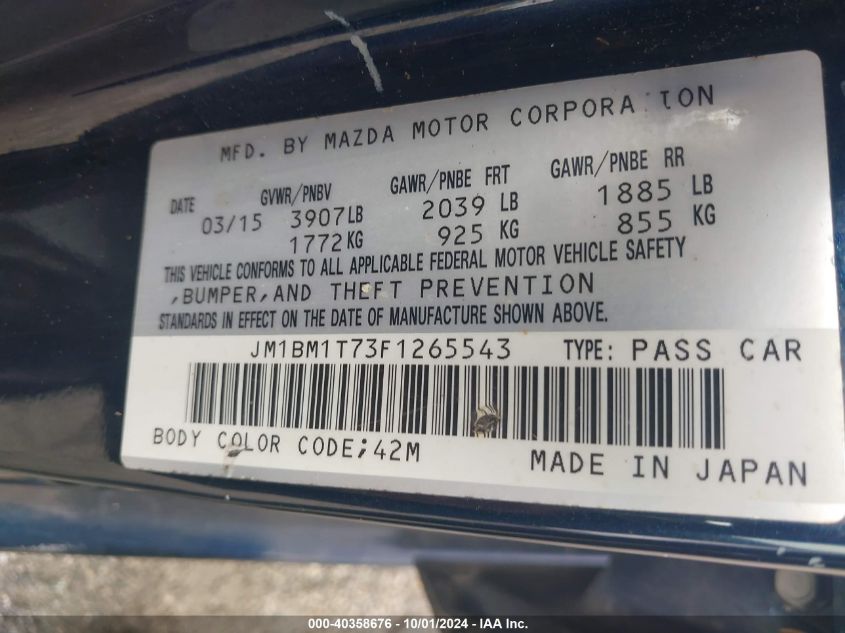 MFD. BY MAZDA MOTOR CORPORATION
DATE GVWR/PNBV GAWR/PNBE FRT GAWR/PNBE RR
03/15 3907LB 2039 LB 1885 LB
1772KG 925 KG 855 KG
THIS VEHICLE CONFORMS TO ALL APPLICABLE FEDERAL MOTOR VEHICLE SAFETY
,BUMPER,AND THEFT PREVENTION
STANDARDS IN EFFECT ON THE DATE OF MANUFACTURE SHOWN ABOVE.
JM1BM1T73F1265543 TYPE: PASS CAR
BODY COLOR CODE;42M
MADE IN JAPAN
000-40358676 - 10/01/2024 - IAA Inc.